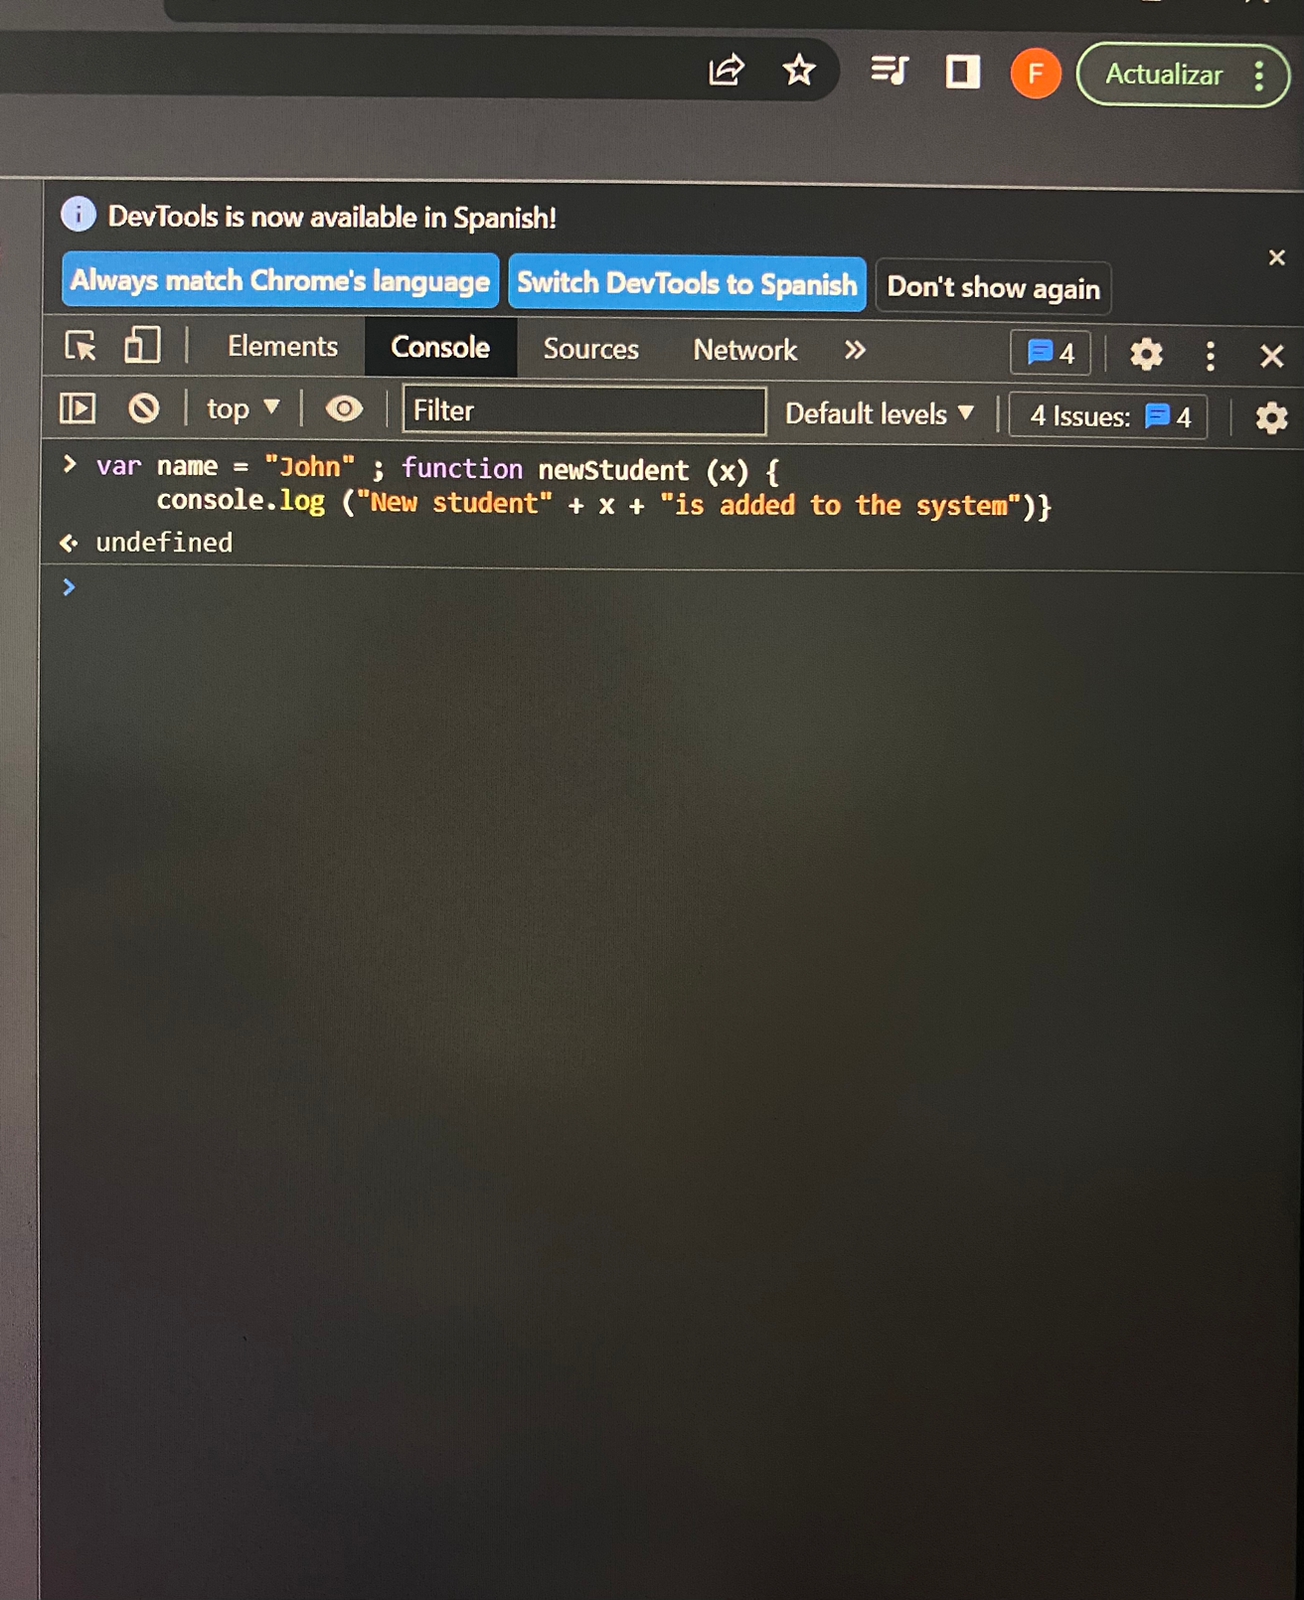 F
Actualizar
DevTools is now available in Spanish!
Always match Chrome's language Switch DevTools to Spanish Don't show again
Elements Console Sources Network 4
top Filter Default levels 4 Issues: 4
> var name = "John" ; function newStudent (x) {
console.log ("New student" + x + "is added to the system")}
undefined
>